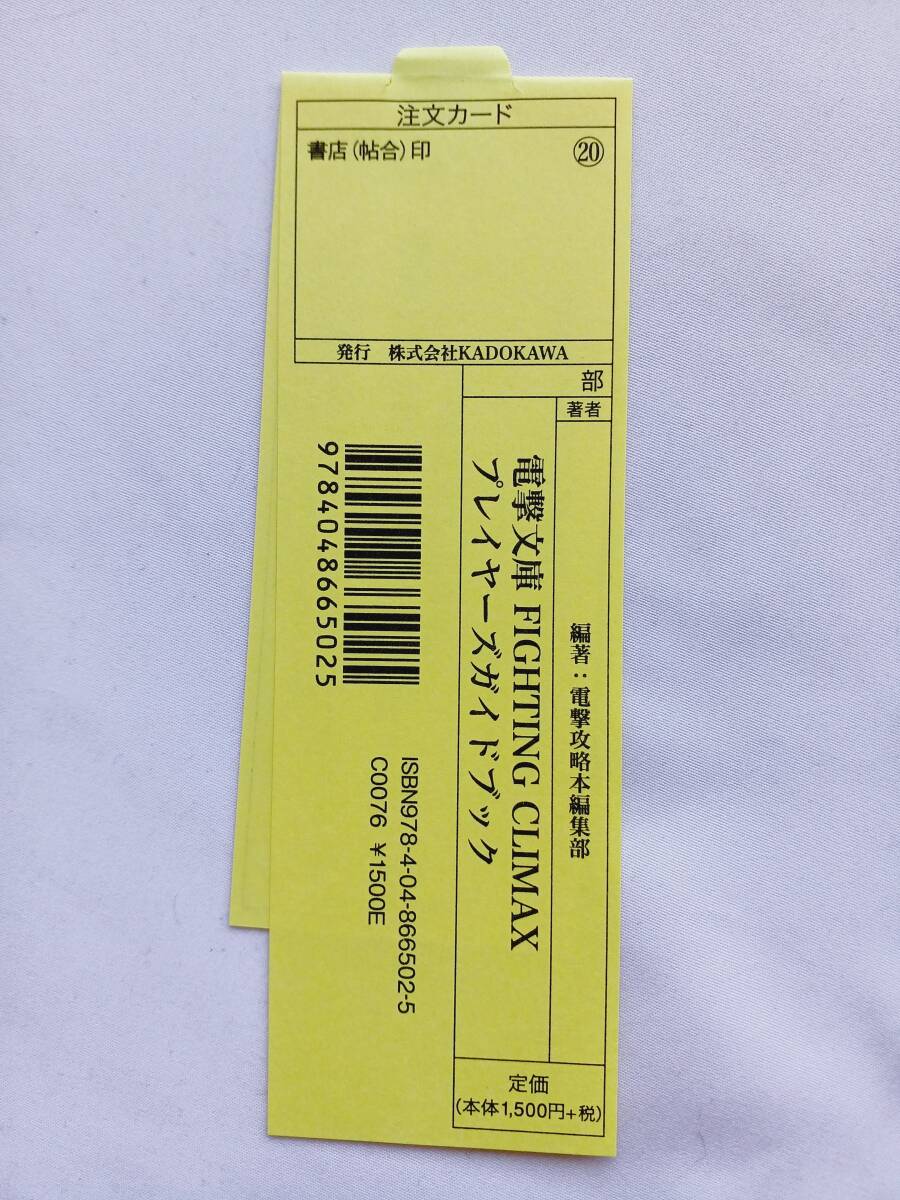 注文カード
書店(帖合)印
⑳
発行 株式会社KADOKAWA
部
著者
編著:電撃攻略本編集部
電撃文庫 FIGHTING CLIMAX
プレイヤーズガイドブック
9784048665025
ISBN978-4-04-866502-5
C0076 ¥1500E
定価
(本体1,500円+税)